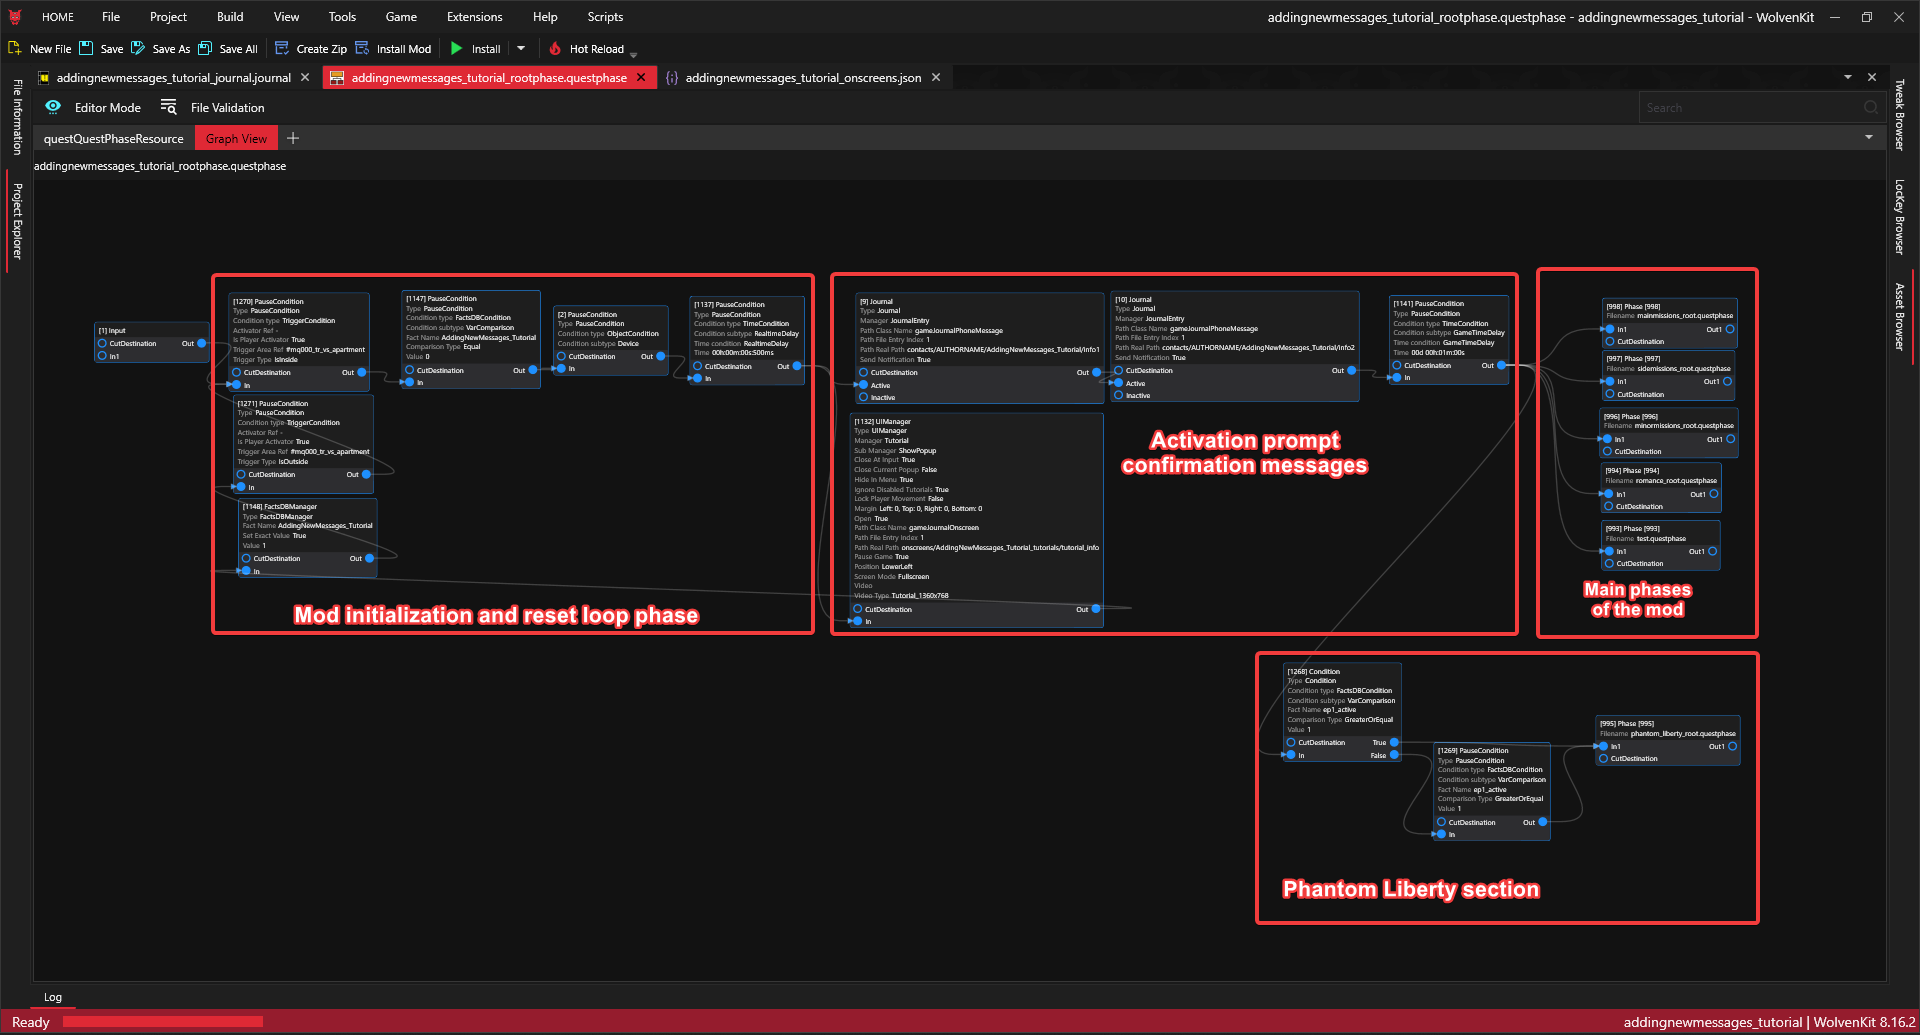 HOME File Project Build View Tools Game Extensions Help Scripts
addingnewmessages_tutorial_rootphase.questphase - addingnewmessages_tutorial - WolvenKit
New File Save Save As Save All Create Zip Install Mod Install Hot Reload
addingnewmessages_tutorial_journal.journal
addingnewmessages_tutorial_rootphase.questphase
addingnewmessages_tutorial_onscreens.json
File Information
Project Explorer
Tweak Browser
LocKey Browser
Asset Browser
Editor Mode File Validation
Search
questQuestPhaseResource Graph View
addingnewmessages_tutorial_rootphase.questphase
[1] Input
CutDestination Out
In1
[1270] PauseCondition
Type PauseCondition
Condition type TriggerCondition
Activator Ref -
Is Player Activator True
Trigger Area Ref #mq000_tr_vs_apartment
Trigger Type IsInside
CutDestination Out
In
[1271] PauseCondition
Type PauseCondition
Condition type TriggerCondition
Activator Ref -
Is Player Activator True
Trigger Area Ref #mq000_tr_vs_apartment
Trigger Type IsOutside
CutDestination Out
In
[1148] FactsDBManager
Type FactsDBManager
Fact Name AddingNewMessages_Tutorial
Set Exact Value True
Value 1
CutDestination Out
In
[1147] PauseCondition
Type PauseCondition
Condition type FactsDBCondition
Condition subtype VarComparison
Fact Name AddingNewMessages_Tutorial
Comparison Type Equal
Value 0
CutDestination Out
In
[2] PauseCondition
Type PauseCondition
Condition type ObjectCondition
Condition subtype Device
CutDestination Out
In
[1137] PauseCondition
Type PauseCondition
Condition type TimeCondition
Condition subtype RealtimeDelay
Time condition RealtimeDelay
Time 00h:00m:00s:500ms
CutDestination Out
In
Mod initialization and reset loop phase
[9] Journal
Type Journal
Manager JournalEntry
Path Class Name gameJournalPhoneMessage
Path File Entry Index 1
Path Real Path contacts/AUTHORNAME/AddingNewMessages_Tutorial/info1
Send Notification True
CutDestination Out
Active
Inactive
[10] Journal
Type Journal
Manager JournalEntry
Path Class Name gameJournalPhoneMessage
Path File Entry Index 1
Path Real Path contacts/AUTHORNAME/AddingNewMessages_Tutorial/info2
Send Notification True
CutDestination Out
Active
Inactive
[1141] PauseCondition
Type PauseCondition
Condition type TimeCondition
Condition subtype GameTimeDelay
Time condition GameTimeDelay
Time 00d 00h:01m:00s
CutDestination Out
In
[1132] UIManager
Type UIManager
Manager Tutorial
Sub Manager ShowPopup
Close At Input True
Close Current Popup False
Hide In Menu True
Ignore Disabled Tutorials True
Lock Player Movement False
Margin Left: 0, Top: 0, Right: 0, Bottom: 0
Open True
Path Class Name gameJournalOnscreen
Path File Entry Index 1
Path Real Path onscreens/AddingNewMessages_Tutorial_tutorials/tutorial_info
Pause Game True
Position LowerLeft
Screen Mode Fullscreen
Video
Video Type Tutorial_1360x768
CutDestination Out
In
Activation prompt
confirmation messages
[998] Phase [998]
Filename mainmissions_root.questphase
In1 Out1
CutDestination
[997] Phase [997]
Filename sidemissions_root.questphase
In1 Out1
CutDestination
[996] Phase [996]
Filename minormissions_root.questphase
In1 Out1
CutDestination
[994] Phase [994]
Filename romance_root.questphase
In1 Out1
CutDestination
[993] Phase [993]
Filename test.questphase
In1 Out1
CutDestination
Main phases
of the mod
[1268] Condition
Type Condition
Condition type FactsDBCondition
Condition subtype VarComparison
Fact Name ep1_active
Comparison Type GreaterOrEqual
Value 1
CutDestination True
In False
[1269] PauseCondition
Type PauseCondition
Condition type FactsDBCondition
Condition subtype VarComparison
Fact Name ep1_active
Comparison Type GreaterOrEqual
Value 1
CutDestination Out
In
[995] Phase [995]
Filename phantom_liberty_root.questphase
In1 Out1
CutDestination
Phantom Liberty section
Log
Ready
addingnewmessages_tutorial | WolvenKit 8.16.2